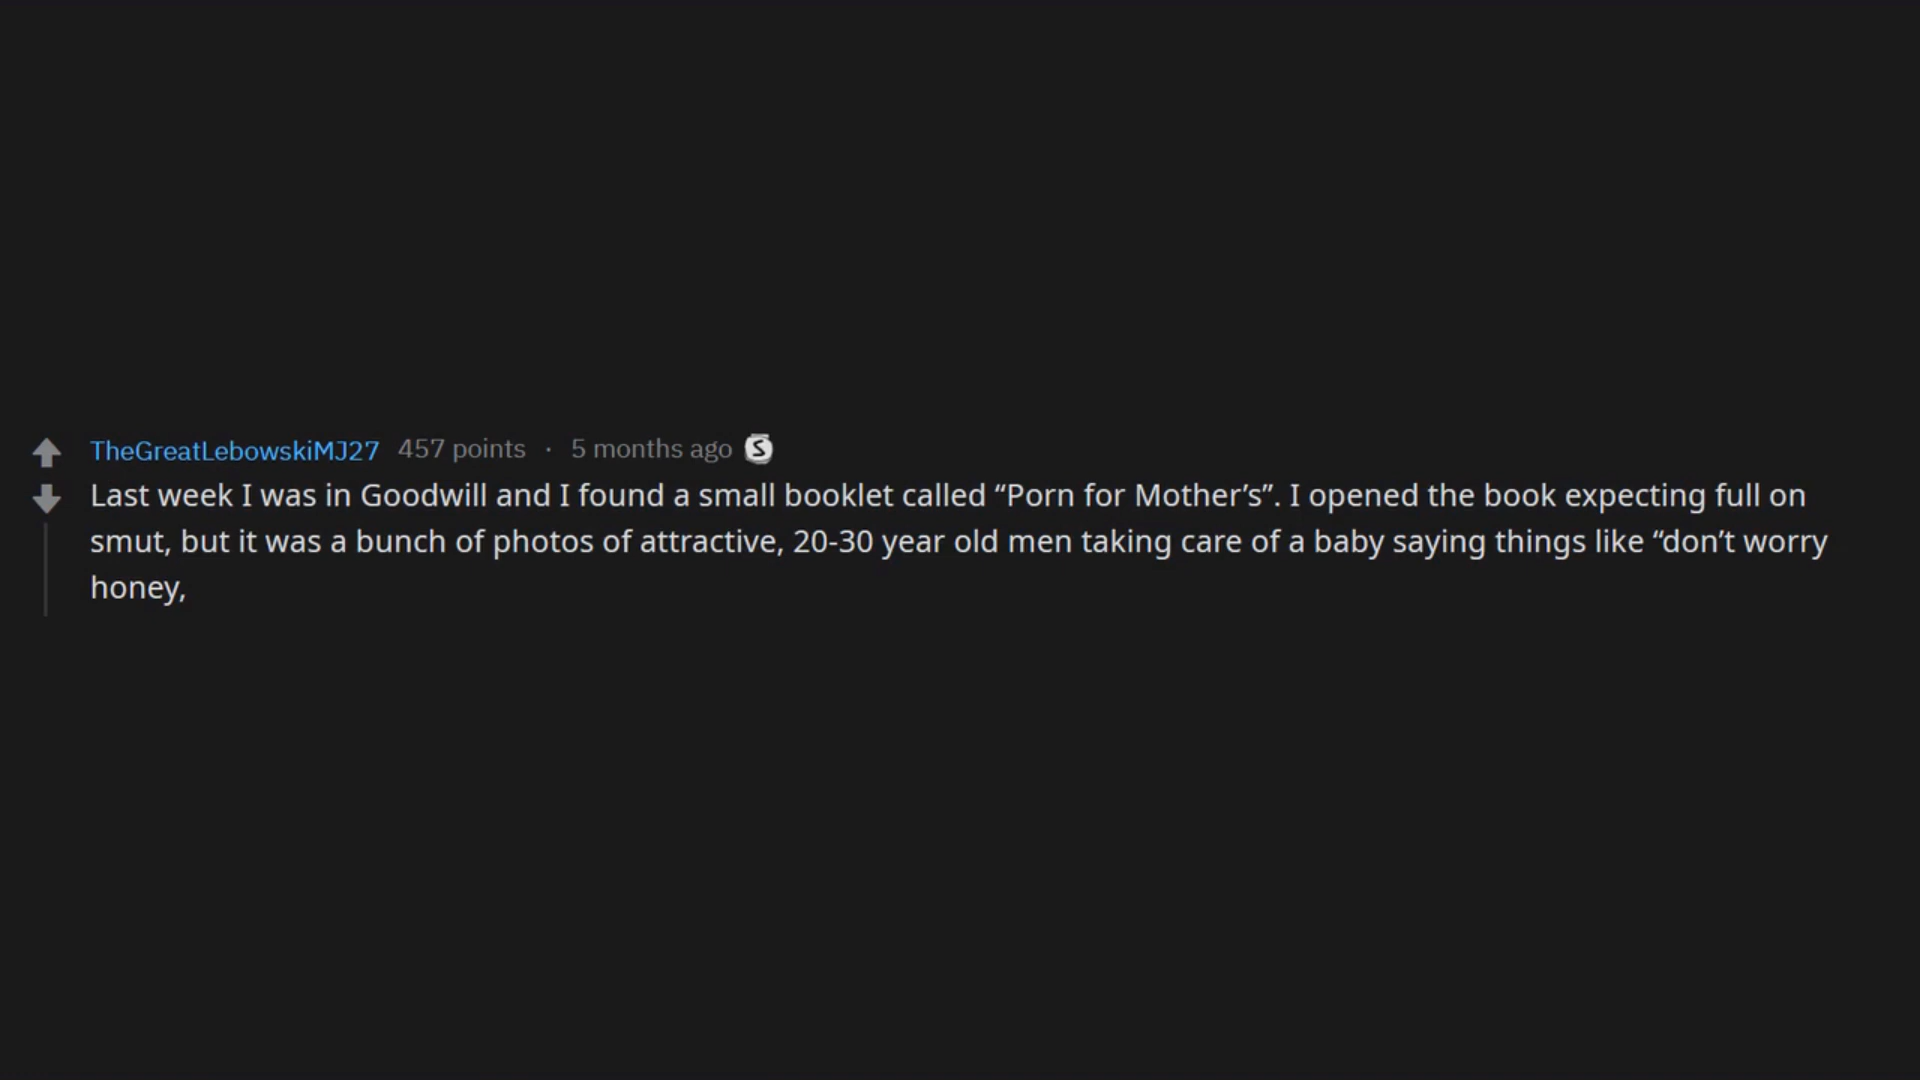 TheGreatLebowskiMJ27 457 points · 5 months ago S
Last week I was in Goodwill and I found a small booklet called “Porn for Mother’s”. I opened the book expecting full on
smut, but it was a bunch of photos of attractive, 20-30 year old men taking care of a baby saying things like “don’t worry
honey,